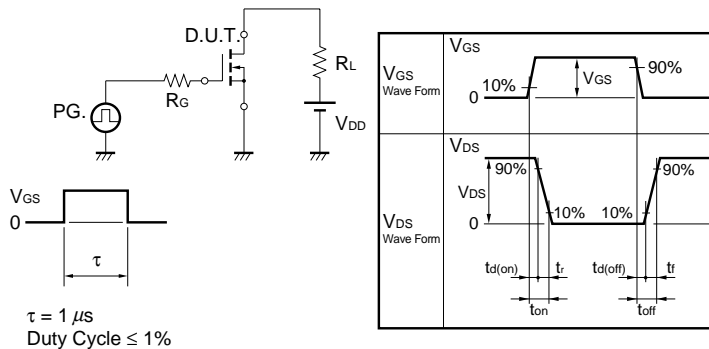 D.U.T.
RL
RG
PG.
VDD
VGS
0
τ
τ = 1 μs
Duty Cycle ≤ 1%
VGS
Wave Form
VGS
10%
VGS
90%
0
VDS
Wave Form
VDS
90%
VDS
10%
10%
90%
0
td(on)
tr
td(off)
tf
ton
toff